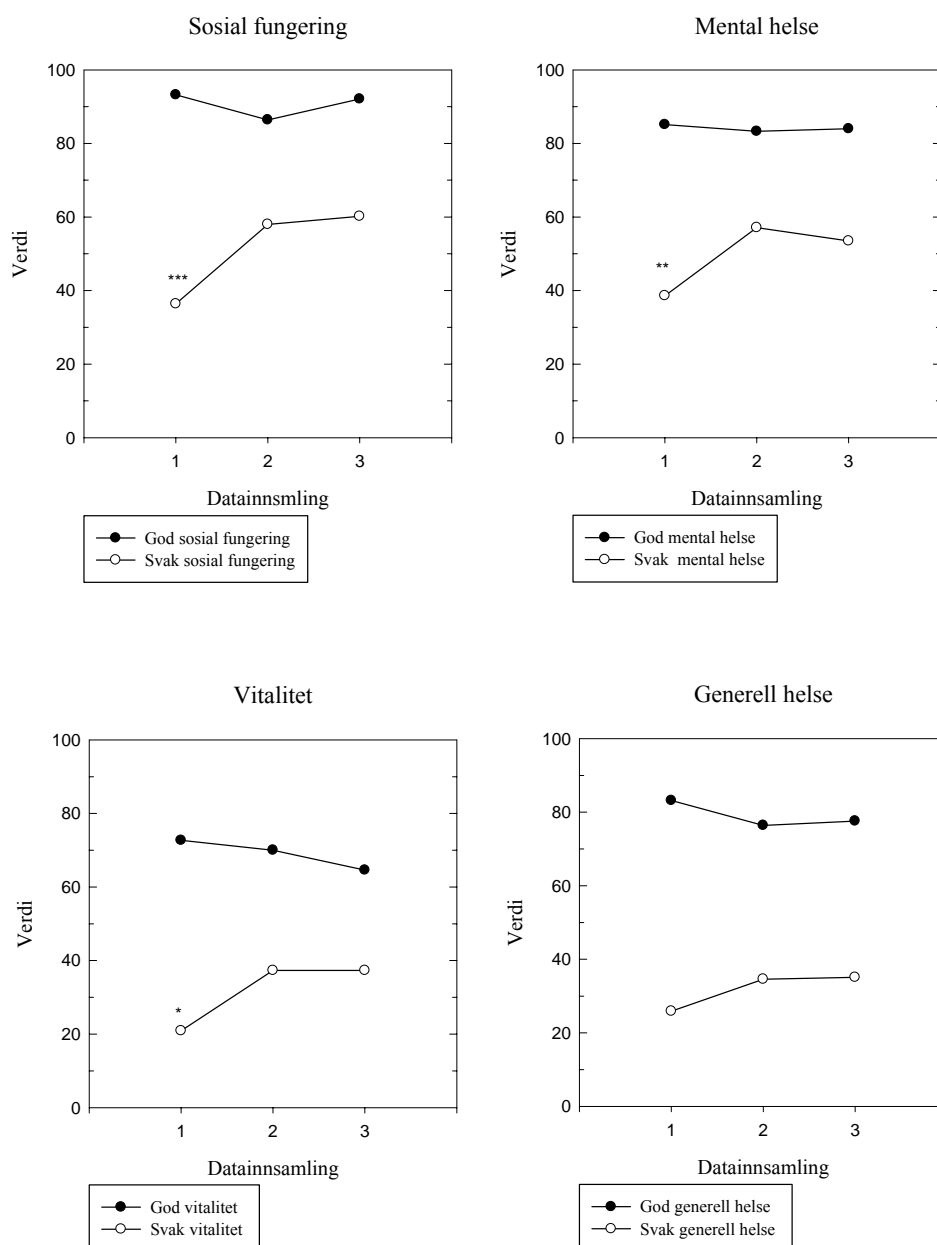 Sosial fungering
100
80
60
40
20
0
Verdi
***
1 2 3
Datainnsmling
God sosial fungering
Svak sosial fungering
Mental helse
100
80
60
40
20
0
Verdi
**
1 2 3
Datainnsamling
God mental helse
Svak mental helse
Vitalitet
100
80
60
40
20
0
Verdi
*
1 2 3
Datainnsamling
God vitalitet
Svak vitalitet
Generell helse
100
80
60
40
20
0
Verdi
1 2 3
Datainnsamling
God generell helse
Svak generell helse